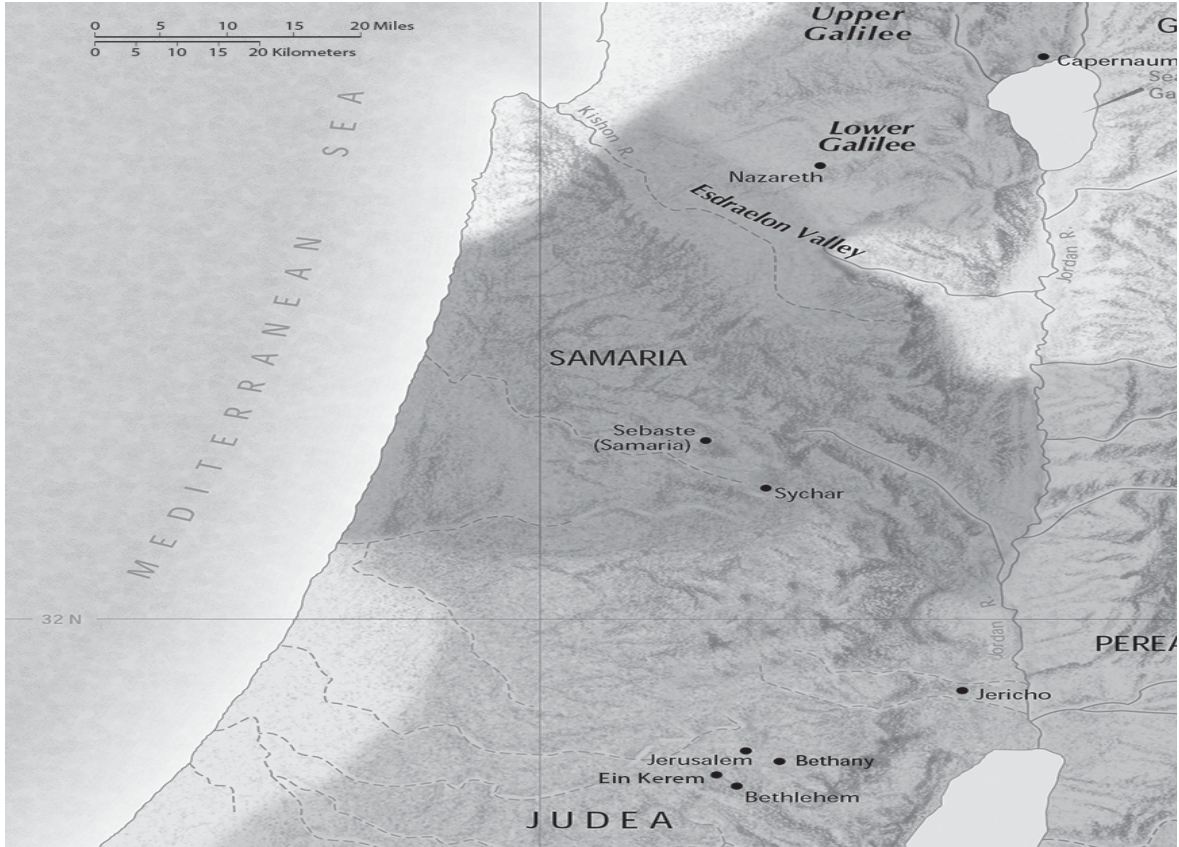 0 5 10 15 20 Miles
0 5 10 15 20 Kilometers
Upper
Galilee
G
Capernaum
Sea
Ga
MEDITERRANEAN SEA
Kishon R.
Lower
Galilee
Nazareth
Esdraelon Valley
Jordan R.
SAMARIA
Sebaste
(Samaria)
Sychar
32 N
Jordan R.
PEREA
Jericho
Jerusalem
Bethany
Ein Kerem
Bethlehem
JUDEA